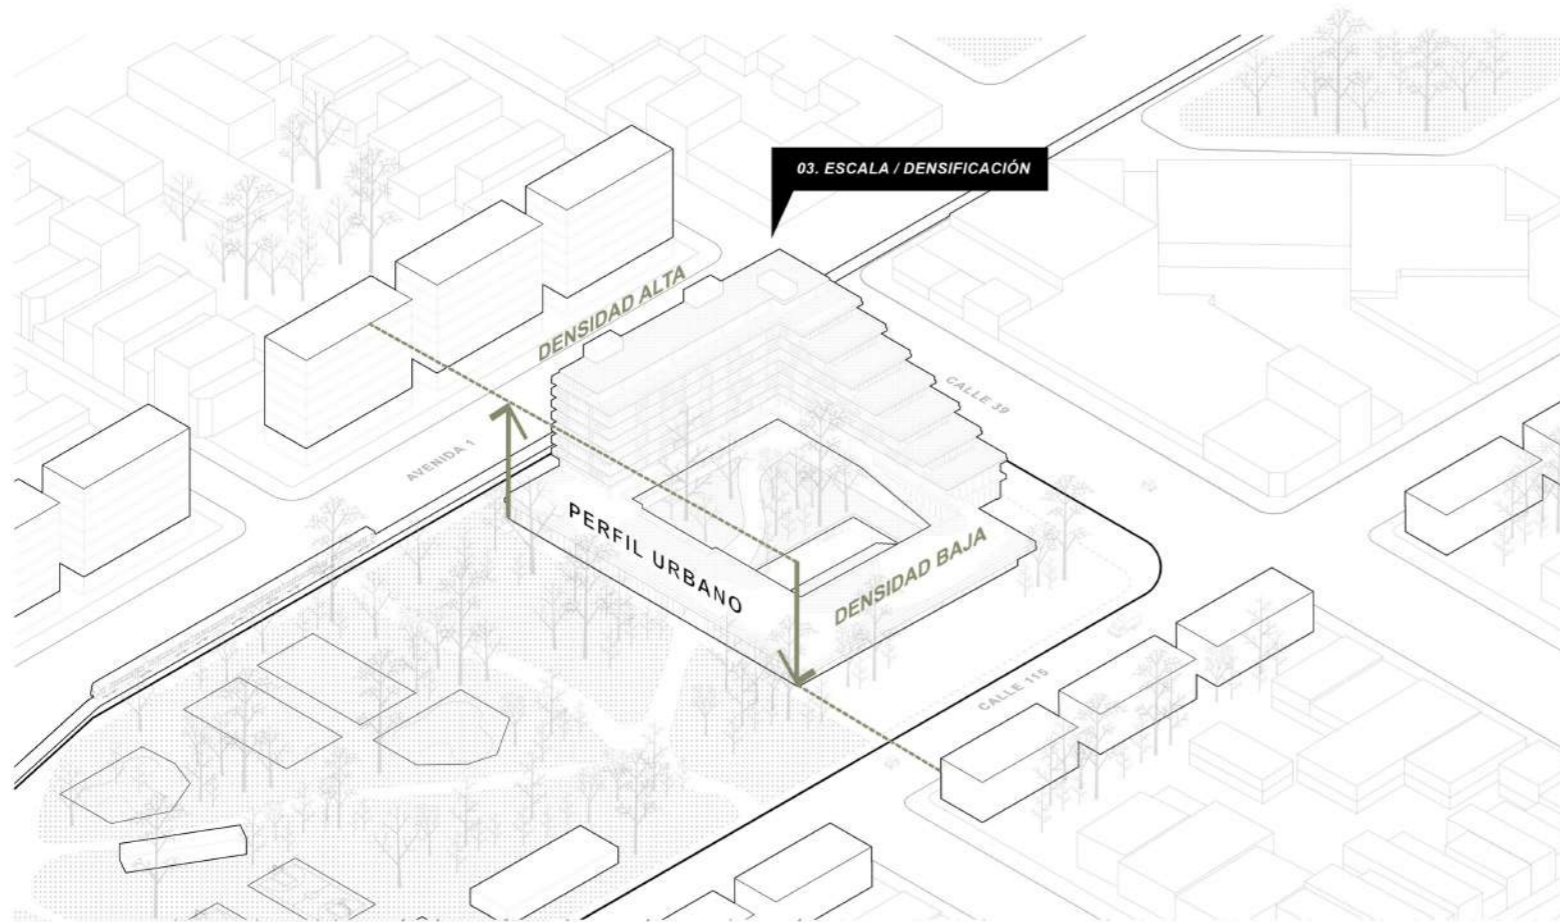 03. ESCALA / DENSIFICACIÓN
DENSIDAD ALTA
CALLE 39
AVENIDA 1
PERFIL URBANO
DENSIDAD BAJA
CALLE 115